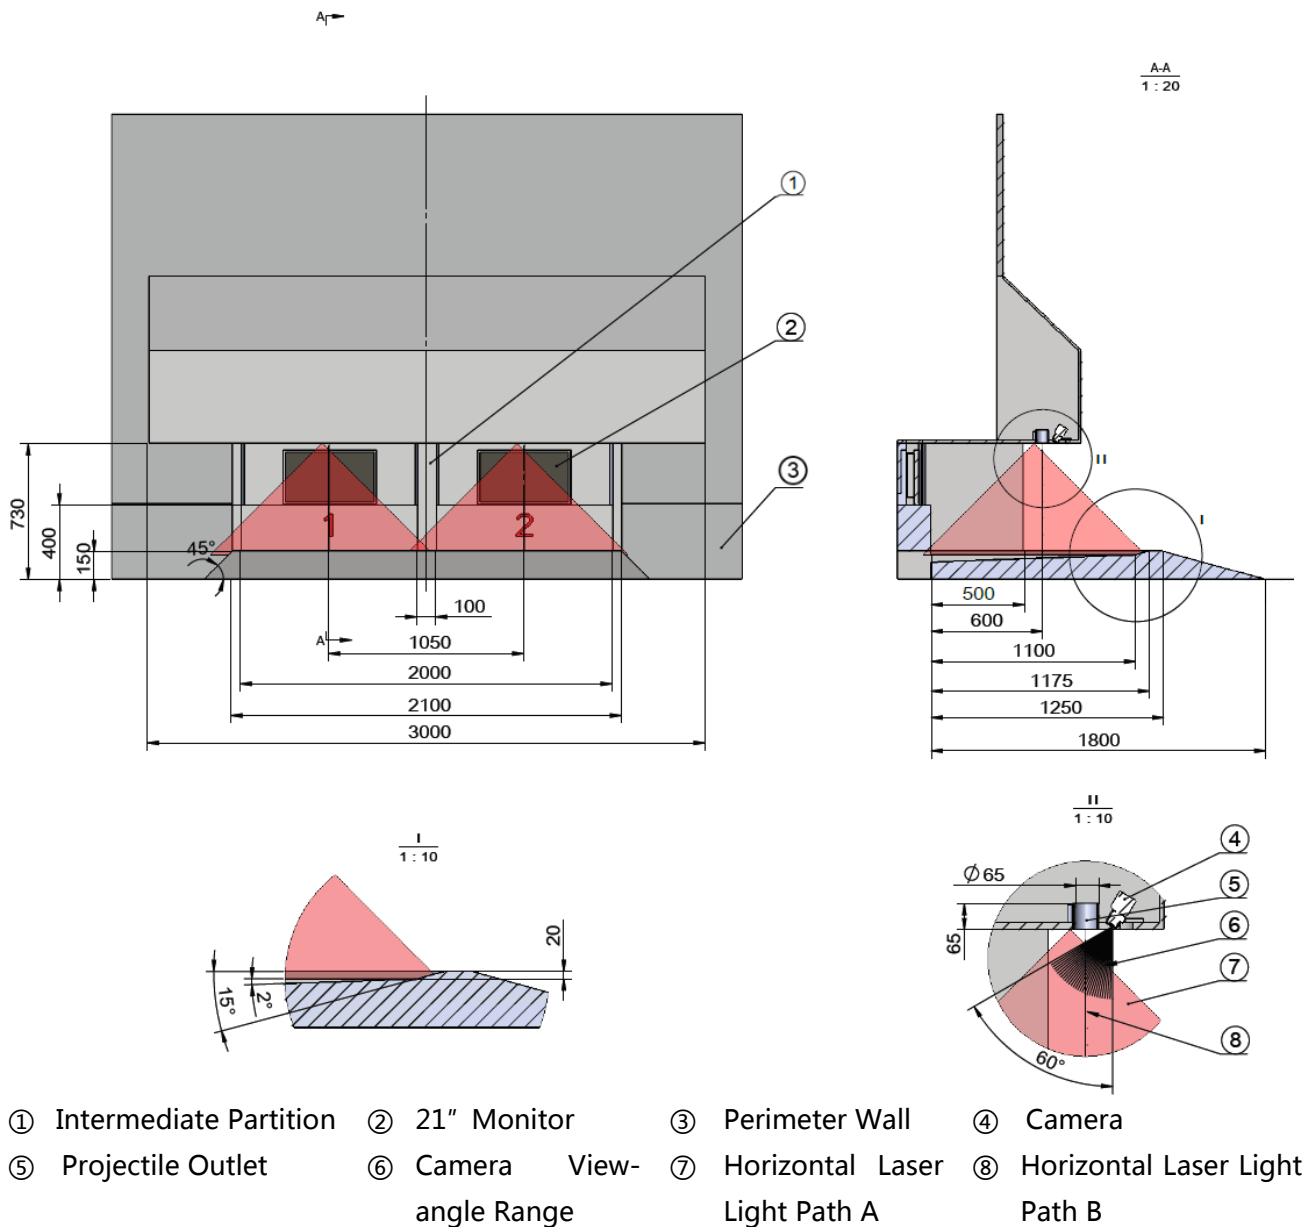 A
A-A
1 : 20
①
②
③
II
I
730
400
150
45°
1
2
100
A
1050
2000
2100
3000
500
600
1100
1175
1250
1800
I
1 : 10
20
15°
2°
II
1 : 10
④
Ø 65
⑤
65
⑥
⑦
⑧
60°
① Intermediate Partition ② 21" Monitor ③ Perimeter Wall ④ Camera
⑤ Projectile Outlet ⑥ Camera View- ⑦ Horizontal Laser ⑧ Horizontal Laser Light
angle Range Light Path A Path B